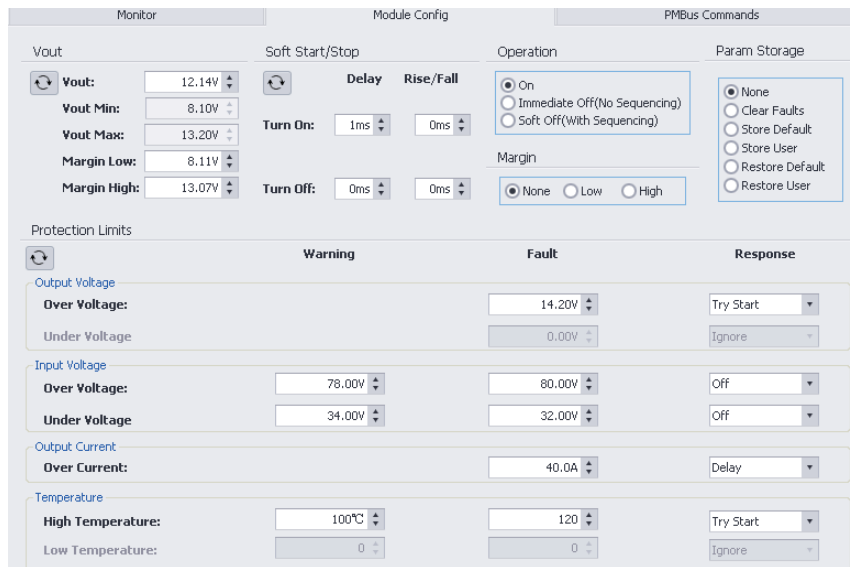 Monitor Module Config PMBus Commands
Vout Soft Start/Stop Operation Param Storage
Vout: 12.14V Delay Rise/Fall On None
Vout Min: 8.10V Immediate Off(No Sequencing) Clear Faults
Turn On: 1ms 0ms Soft Off(With Sequencing) Store Default
Vout Max: 13.20V Store User
Margin Low: 8.11V Margin Restore Default
Margin High: 13.07V Turn Off: 0ms 0ms None Low High Restore User
Protection Limits
Warning Fault Response
Output Voltage
Over Voltage: 14.20V Try Start
Under Voltage 0.00V Ignore
Input Voltage
Over Voltage: 78.00V 80.00V Off
Under Voltage 34.00V 32.00V Off
Output Current
Over Current: 40.0A Delay
Temperature
High Temperature: 100℃ 120 Try Start
Low Temperature: 0 0 Ignore